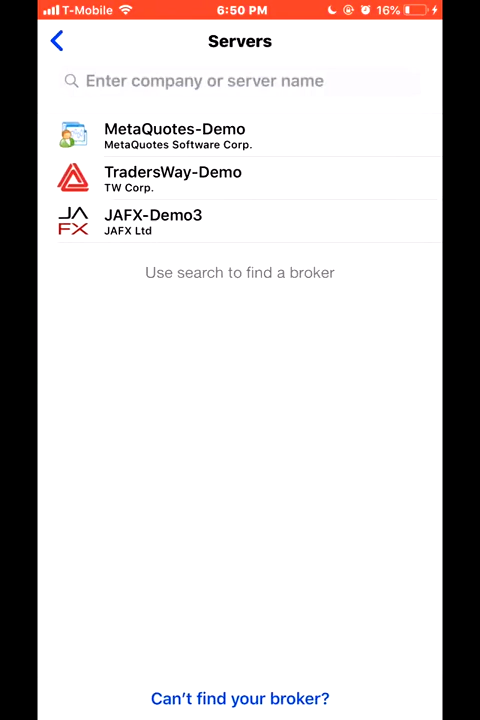 T-Mobile 6:50 PM 16%
Servers
Enter company or server name
MetaQuotes-Demo
MetaQuotes Software Corp.
TradersWay-Demo
TW Corp.
JAFX-Demo3
JAFX Ltd
JA
FX
Use search to find a broker
Can't find your broker?